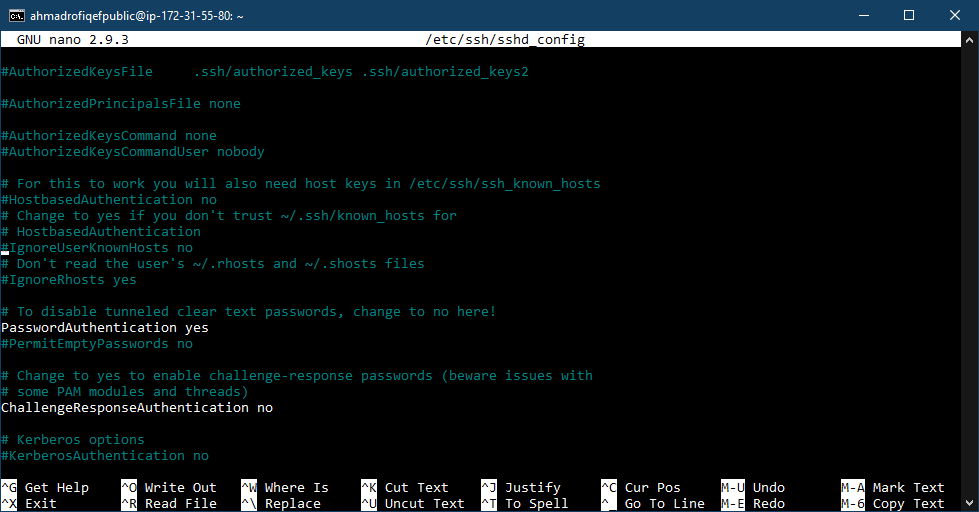 ahmadrofiqefpublic@ip-172-31-55-80: ~
GNU nano 2.9.3 /etc/ssh/sshd_config
#AuthorizedKeysFile .ssh/authorized_keys .ssh/authorized_keys2
#AuthorizedPrincipalsFile none
#AuthorizedKeysCommand none
#AuthorizedKeysCommandUser nobody
# For this to work you will also need host keys in /etc/ssh/ssh_known_hosts
#HostbasedAuthentication no
# Change to yes if you don't trust ~/.ssh/known_hosts for
# HostbasedAuthentication
#IgnoreUserKnownHosts no
# Don't read the user's ~/.rhosts and ~/.shosts files
#IgnoreRhosts yes
# To disable tunneled clear text passwords, change to no here!
PasswordAuthentication yes
#PermitEmptyPasswords no
# Change to yes to enable challenge-response passwords (beware issues with
# some PAM modules and threads)
ChallengeResponseAuthentication no
# Kerberos options
#KerberosAuthentication no
^G Get Help ^O Write Out ^W Where Is ^K Cut Text ^J Justify ^C Cur Pos M-U Undo M-A Mark Text
^X Exit ^R Read File ^\ Replace ^U Uncut Text ^T To Spell ^_ Go To Line M-E Redo M-6 Copy Text